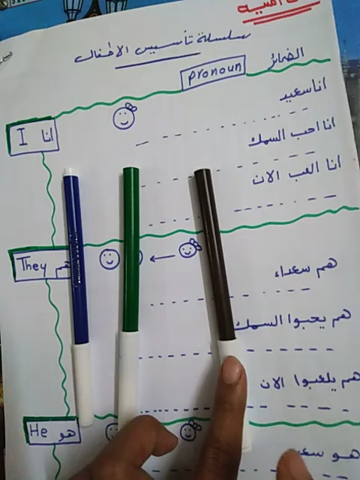 سلسلة تأسيس الأطفال
الضمائر
pronoun
I انا
انا سعيد
انا احب السمك
انا العب الان
They هم
هم سعداء
هم يحبوا السمك
هم يلعبوا الان
He هو
هو